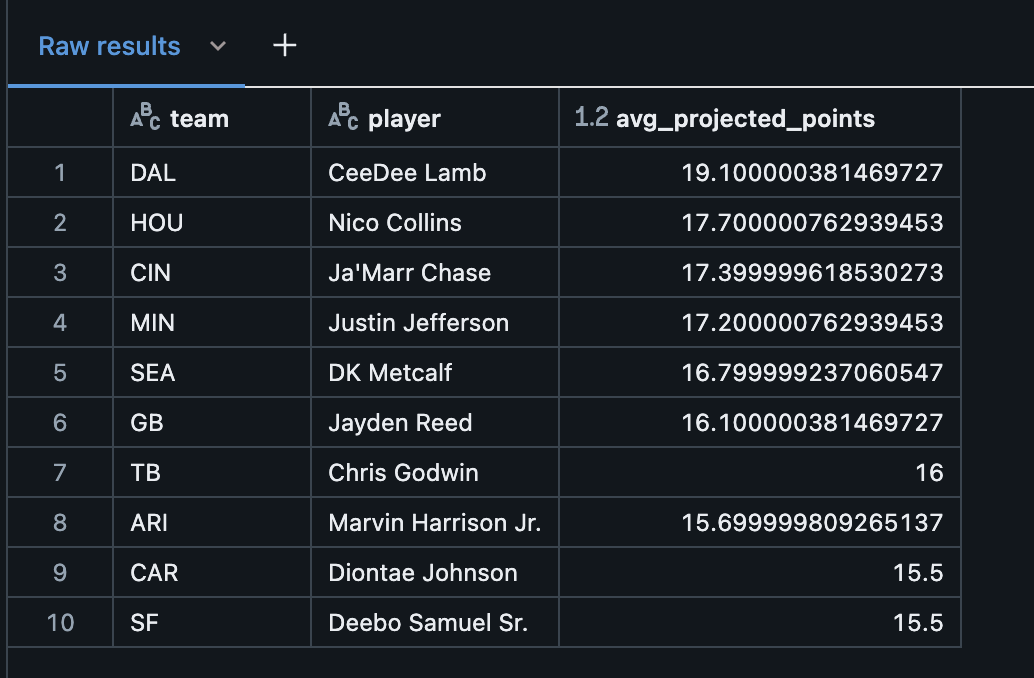 Raw results +
ABC team ABC player 1.2 avg_projected_points
1 DAL CeeDee Lamb 19.100000381469727
2 HOU Nico Collins 17.700000762939453
3 CIN Ja'Marr Chase 17.399999618530273
4 MIN Justin Jefferson 17.200000762939453
5 SEA DK Metcalf 16.799999237060547
6 GB Jayden Reed 16.100000381469727
7 TB Chris Godwin 16
8 ARI Marvin Harrison Jr. 15.699999809265137
9 CAR Diontae Johnson 15.5
10 SF Deebo Samuel Sr. 15.5